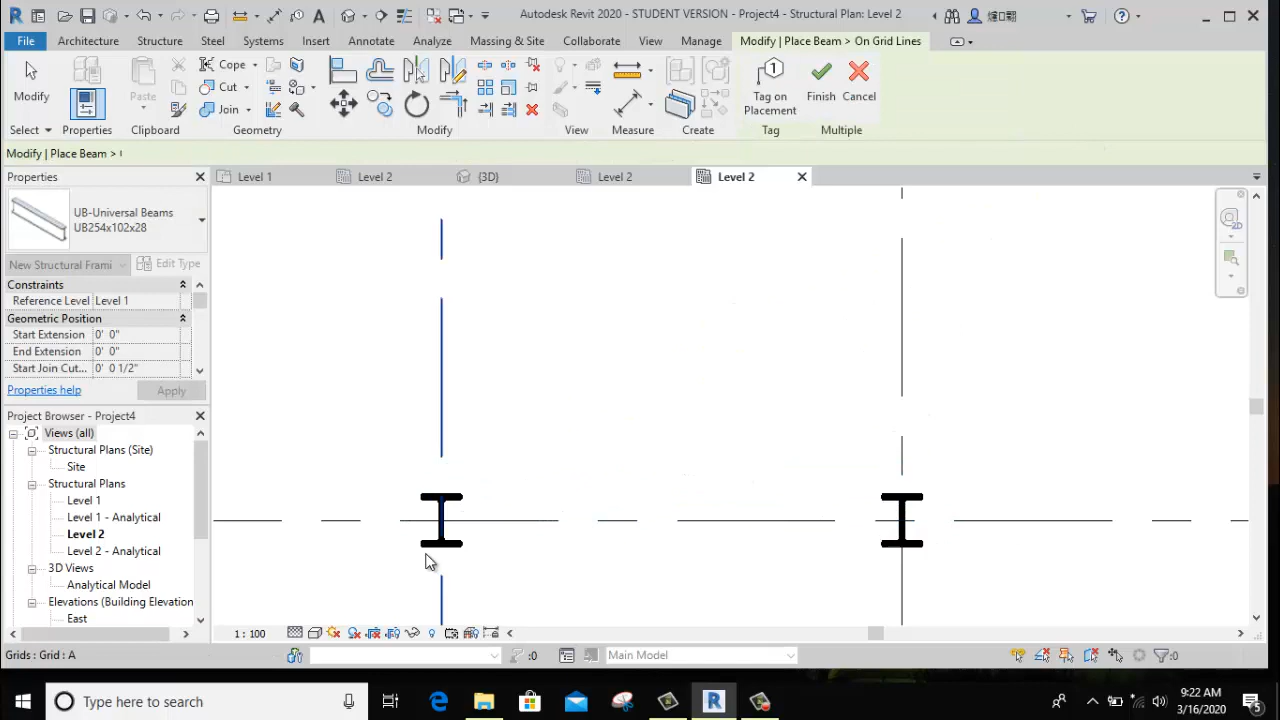 Autodesk Revit 2020 - STUDENT VERSION - Project4 - Structural Plan: Level 2
File Architecture Structure Steel Systems Insert Annotate Analyze Massing & Site Collaborate View Manage Modify | Place Beam > On Grid Lines
Modify
Paste
Cope
Cut
Join
1
Tag on
Placement
Finish
Cancel
Select Properties Clipboard Geometry Modify View Measure Create Tag Multiple
Modify | Place Beam >
Properties
Level 1 Level 2 {3D} Level 2 Level 2
UB-Universal Beams
UB254x102x28
New Structural Frami
Edit Type
Constraints
Reference Level Level 1
Geometric Position
Start Extension 0' 0"
End Extension 0' 0"
Start Join Cut... 0' 0 1/2"
Properties help
Apply
Project Browser - Project4
Views (all)
Structural Plans (Site)
Site
Structural Plans
Level 1
Level 1 - Analytical
Level 2
Level 2 - Analytical
3D Views
Analytical Model
Elevations (Building Elevation
East
2D
1 : 100
Grids : Grid : A
:0
Main Model
:0
Type here to search
9:22 AM
3/16/2020
5